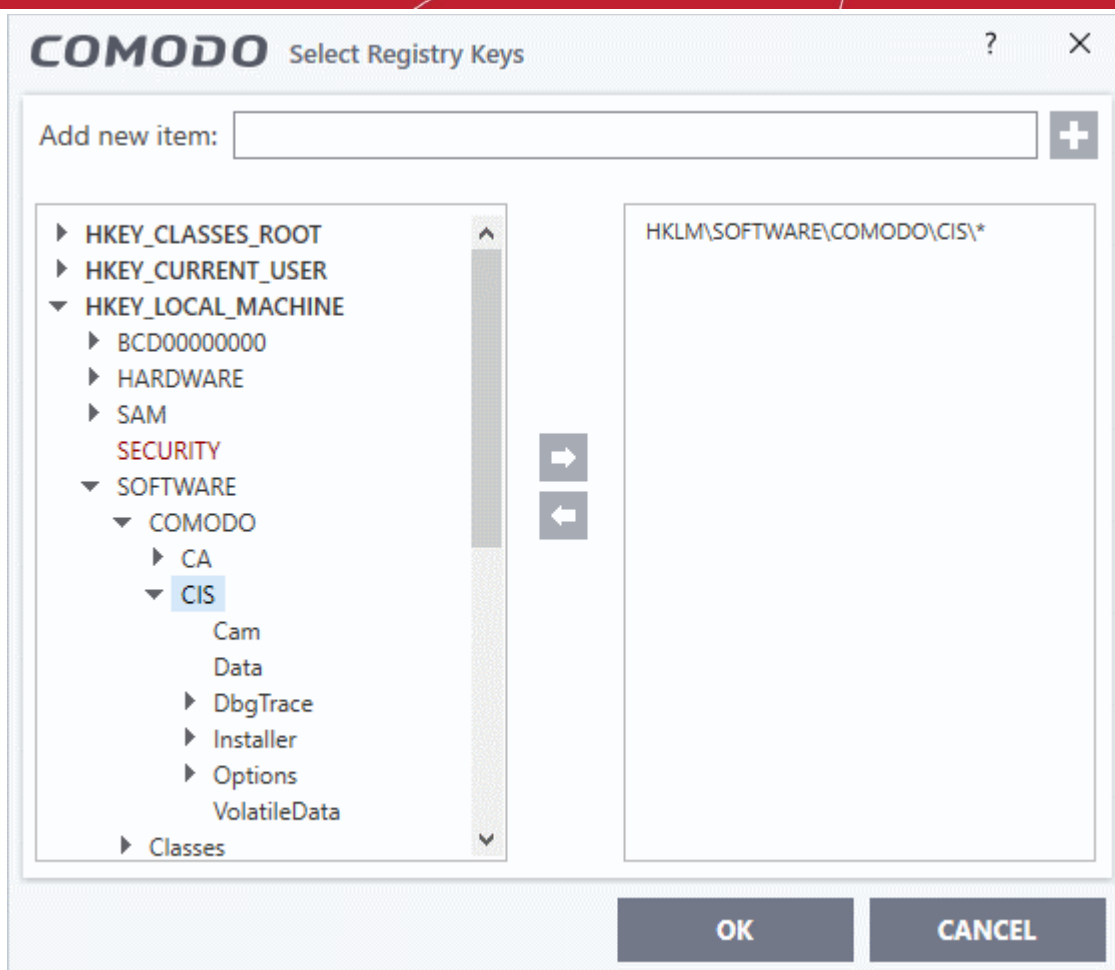 COMODO Select Registry Keys ? ×
Add new item:
HKEY_CLASSES_ROOT
HKEY_CURRENT_USER
HKEY_LOCAL_MACHINE
BCD00000000
HARDWARE
SAM
SECURITY
SOFTWARE
COMODO
CA
CIS
Cam
Data
DbgTrace
Installer
Options
VolatileData
Classes
HKLM\SOFTWARE\COMODO\CIS\*
OK CANCEL